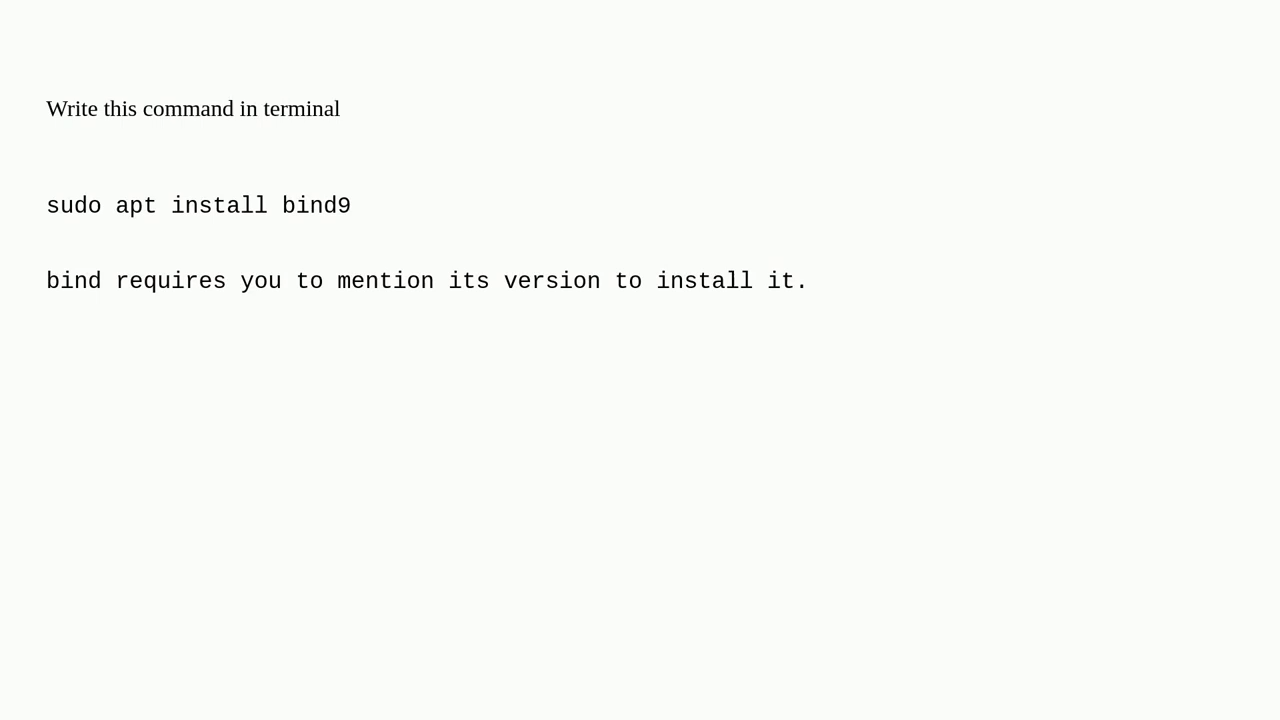 Write this command in terminal
sudo apt install bind9
bind requires you to mention its version to install it.